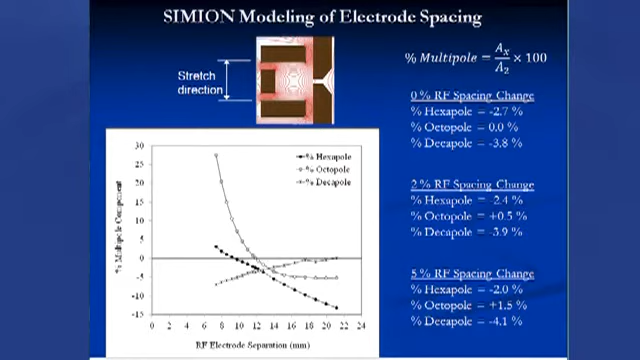 SIMION Modeling of Electrode Spacing
Stretch
direction
% Multipole = Ax/A2 × 100
0 % RF Spacing Change
% Hexapole = -2.7 %
% Octopole = 0.0 %
% Decapole = -3.8 %
2 % RF Spacing Change
% Hexapole = -2.4 %
% Octopole = +0.5 %
% Decapole = -3.9 %
5 % RF Spacing Change
% Hexapole = -2.0 %
% Octopole = +1.5 %
% Decapole = -4.1 %
% Multipole Component
30
25
20
15
10
5
0
-5
-10
-15
% Hexapole
% Octopole
% Decapole
0 2 4 6 8 10 12 14 16 18 20 22 24
RF Electrode Separation (mm)